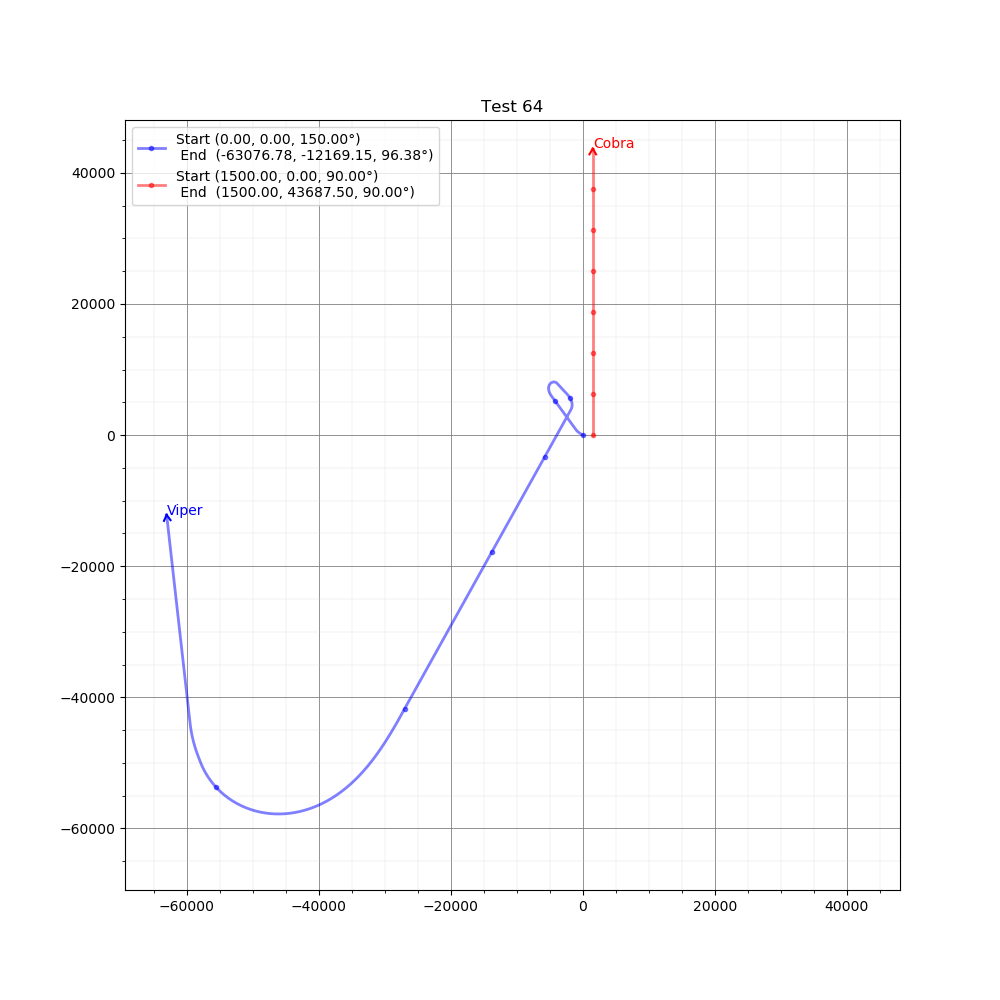 Test 64
Start (0.00, 0.00, 150.00°)
End (-63076.78, -12169.15, 96.38°)
Start (1500.00, 0.00, 90.00°)
End (1500.00, 43687.50, 90.00°)
Cobra
Viper
40000
20000
0
−20000
−40000
−60000
−60000 −40000 −20000 0 20000 40000